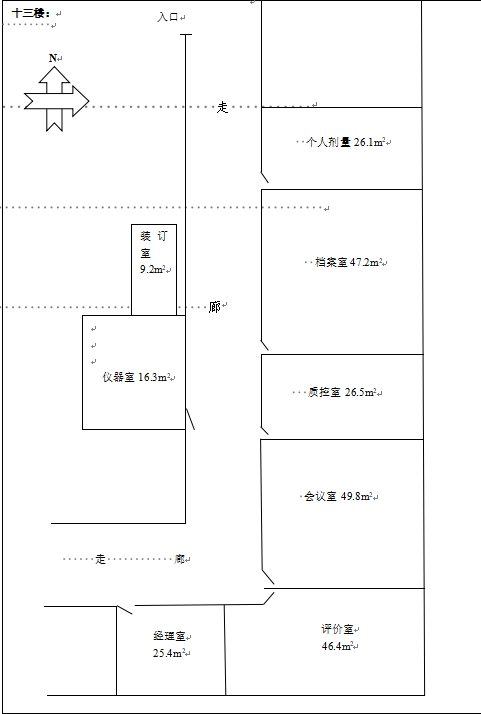 十三楼：
入口
N
走
个人剂量 26.1m²
装 订
室
9.2m²
档案室 47.2m²
廊
仪器室 16.3m²
质控室 26.5m²
会议室 49.8m²
走 廊
经理室
25.4m²
评价室
46.4m²